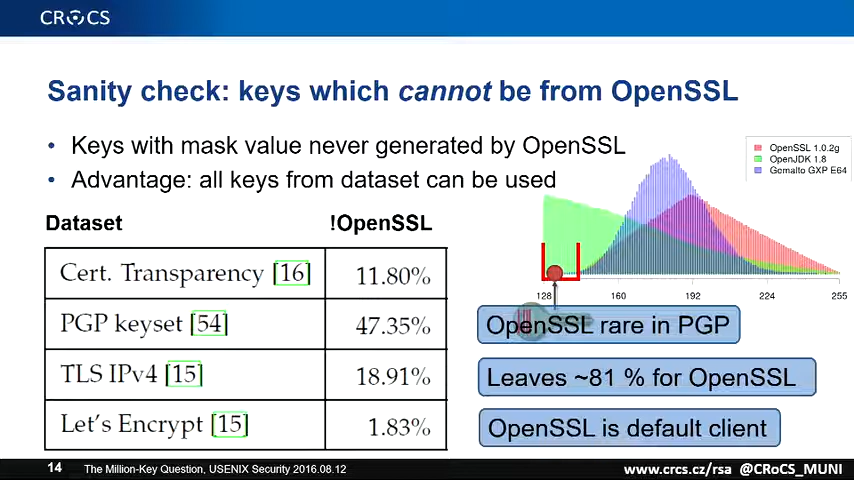 CRCS
Sanity check: keys which cannot be from OpenSSL
• Keys with mask value never generated by OpenSSL
• Advantage: all keys from dataset can be used
OpenSSL 1.0.2g
OpenJDK 1.8
Gemalto GXP E64
128 160 192 224 255
Dataset !OpenSSL
Cert. Transparency [16] 11.80%
PGP keyset [54] 47.35%
TLS IPv4 [15] 18.91%
Let's Encrypt [15] 1.83%
OpenSSL rare in PGP
Leaves ~81 % for OpenSSL
OpenSSL is default client
14 The Million-Key Question, USENIX Security 2016.08.12
www.crcs.cz/rsa @CRoCS_MUNI